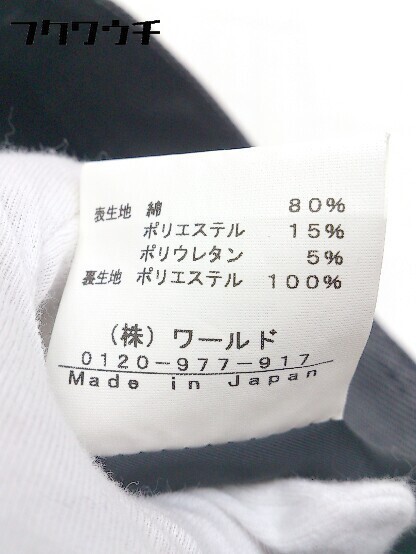 フクワウチ
表生地 綿 80%
ポリエステル 15%
ポリウレタン 5%
裏生地 ポリエステル 100%
(株)ワールド
0120-977-917
Made in Japan